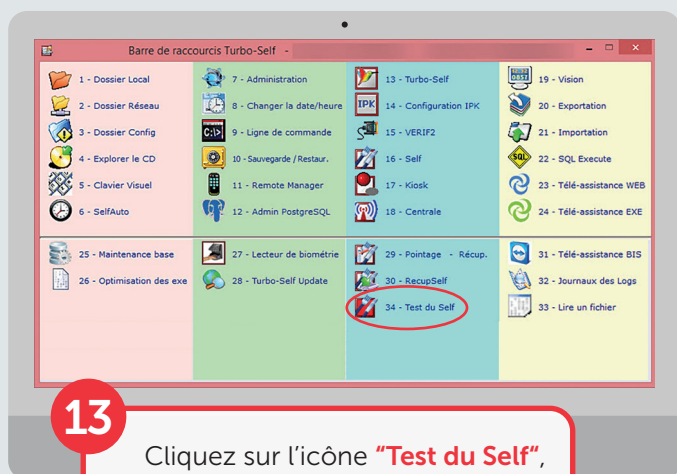 Barre de raccourcis Turbo-Self -
1 - Dossier Local
2 - Dossier Réseau
3 - Dossier Config
4 - Explorer le CD
5 - Clavier Visuel
6 - SelfAuto
7 - Administration
8 - Changer la date/heure
C:\>
9 - Ligne de commande
10 - Sauvegarde / Restaur.
11 - Remote Manager
12 - Admin PostgreSQL
13 - Turbo-Self
IPK
14 - Configuration IPK
15 - VERIF2
16 - Self
17 - Kiosk
18 - Centrale
0857
19 - Vision
20 - Exportation
21 - Importation
SQL
22 - SQL Execute
23 - Télé-assistance WEB
24 - Télé-assistance EXE
25 - Maintenance base
26 - Optimisation des exe
27 - Lecteur de biométrie
28 - Turbo-Self Update
29 - Pointage - Récup.
30 - RecupSelf
34 - Test du Self
31 - Télé-assistance BIS
32 - Journaux des Logs
33 - Lire un fichier
13
Cliquez sur l’icône “Test du Self“,